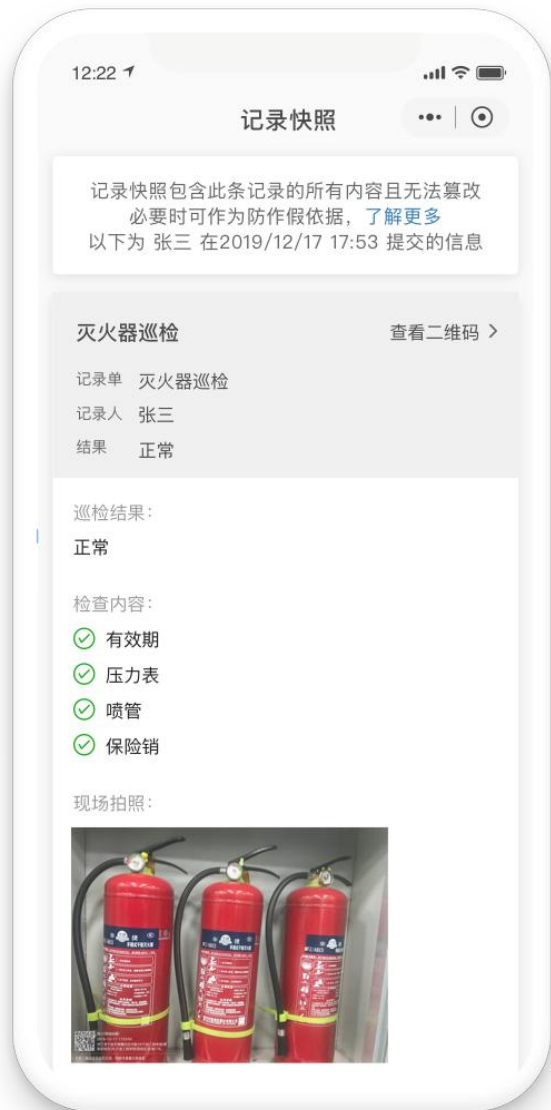 12:22
记录快照
记录快照包含此条记录的所有内容且无法篡改
必要时可作为防作假依据，了解更多
以下为 张三 在2019/12/17 17:53 提交的信息
灭火器巡检
查看二维码
记录单 灭火器巡检
记录人 张三
结果 正常
巡检结果：
正常
检查内容：
有效期
压力表
喷管
保险销
现场拍照：